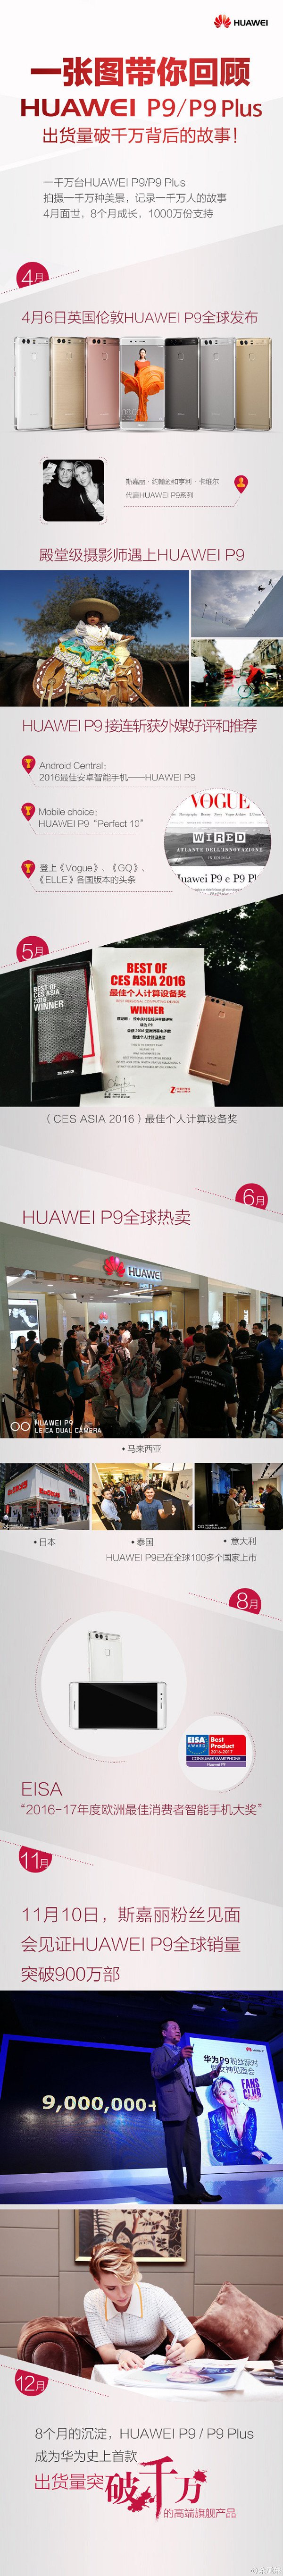 HUAWEI
一张图带你回顾
HUAWEI P9/P9 Plus
出货量破千万背后的故事！
一千万台HUAWEI P9/P9 Plus
拍摄一千万种美景，记录一千万人的故事
4月面世，8个月成长，1000万份支持
4月
4月6日英国伦敦HUAWEI P9全球发布
08:08
斯嘉丽·约翰逊和亨利·卡维尔
代言HUAWEI P9系列
殿堂级摄影师遇上HUAWEI P9
HUAWEI P9 接连斩获外媒好评和推荐
Android Central:
2016最佳安卓智能手机——HUAWEI P9
Mobile choice:
HUAWEI P9 “Perfect 10”
登上《Vogue》、《GQ》、
《ELLE》各国版本的头条
VOGUE
WIRED
ATLANTE DELL'INNOVAZIONE
Huawei P9 e P9 Pl
5月
BEST OF
CES ASIA
2016
WINNER
BEST OF
CES ASIA 2016
最佳个人计算设备奖
WINNER
（CES ASIA 2016）最佳个人计算设备奖
6月
HUAWEI P9全球热卖
HUAWEI
HUAWEI P9
LEICA DUAL CAMERA
•马来西亚
•日本
•泰国
• 意大利
HUAWEI P9已在全球100多个国家上市
8月
EISA
AWARD
Best
Product
2016-2017
CONSUMER SMARTPHONE
Huawei P9
EISA
“2016-17年度欧洲最佳消费者智能手机大奖”
11月
11月10日，斯嘉丽粉丝见面
会见证HUAWEI P9全球销量
突破900万部
9,000,000+
华为P9粉丝派对
FANS
CLUB
12月
8个月的沉淀，HUAWEI P9 / P9 Plus
成为华为史上首款
出货量突破千万
的高端旗舰产品